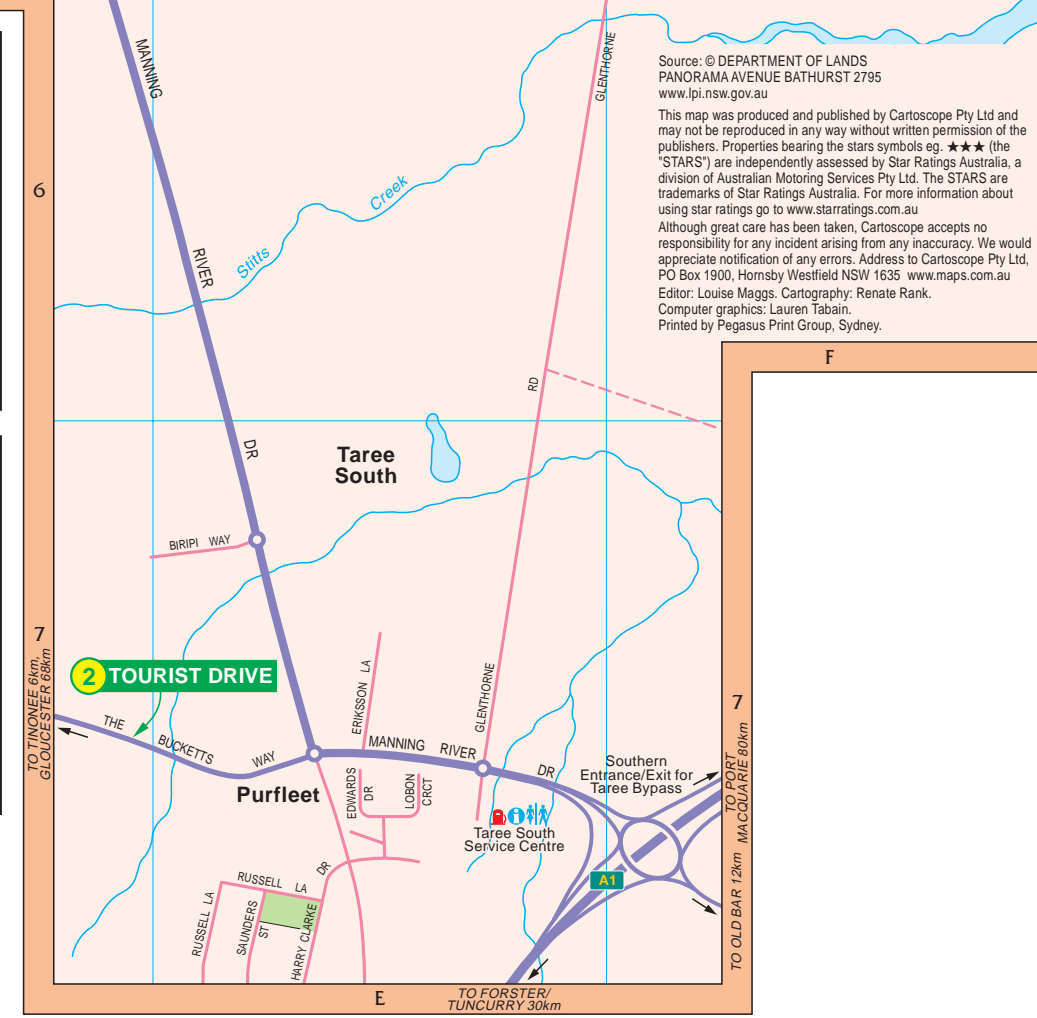 MANNING
RIVER
DR
GLENTHORNE
RD
Stitts
Creek
Source: © DEPARTMENT OF LANDS
PANORAMA AVENUE BATHURST 2795
www.lpi.nsw.gov.au
This map was produced and published by Cartoscope Pty Ltd and
may not be reproduced in any way without written permission of the
publishers. Properties bearing the stars symbols eg. ★★★ (the
"STARS") are independently assessed by Star Ratings Australia, a
division of Australian Motoring Services Pty Ltd. The STARS are
trademarks of Star Ratings Australia. For more information about
using star ratings go to www.starratings.com.au
Although great care has been taken, Cartoscope accepts no
responsibility for any incident arising from any inaccuracy. We would
appreciate notification of any errors. Address to Cartoscope Pty Ltd,
PO Box 1900, Hornsby Westfield NSW 1635 www.maps.com.au
Editor: Louise Maggs. Cartography: Renate Rank.
Computer graphics: Lauren Tabain.
Printed by Pegasus Print Group, Sydney.
6
F
Taree
South
BIRIPI WAY
7
TO TINONEE 6km,
GLOUCESTER 68km
2 TOURIST DRIVE
THE
BUCKETTS
WAY
ERIKSSON LA
GLENTHORNE
MANNING RIVER
DR
Purfleet
EDWARDS
DR
LOBON
CRCT
Southern
Entrance/Exit for
Taree Bypass
7
TO PORT
MACQUARIE 80km
i
Taree South
Service Centre
A1
TO OLD BAR 12km
RUSSELL LA
DR
RUSSELL LA
SAUNDERS
ST
HARRY CLARKE
E
TO FORSTER/
TUNCURRY 30km